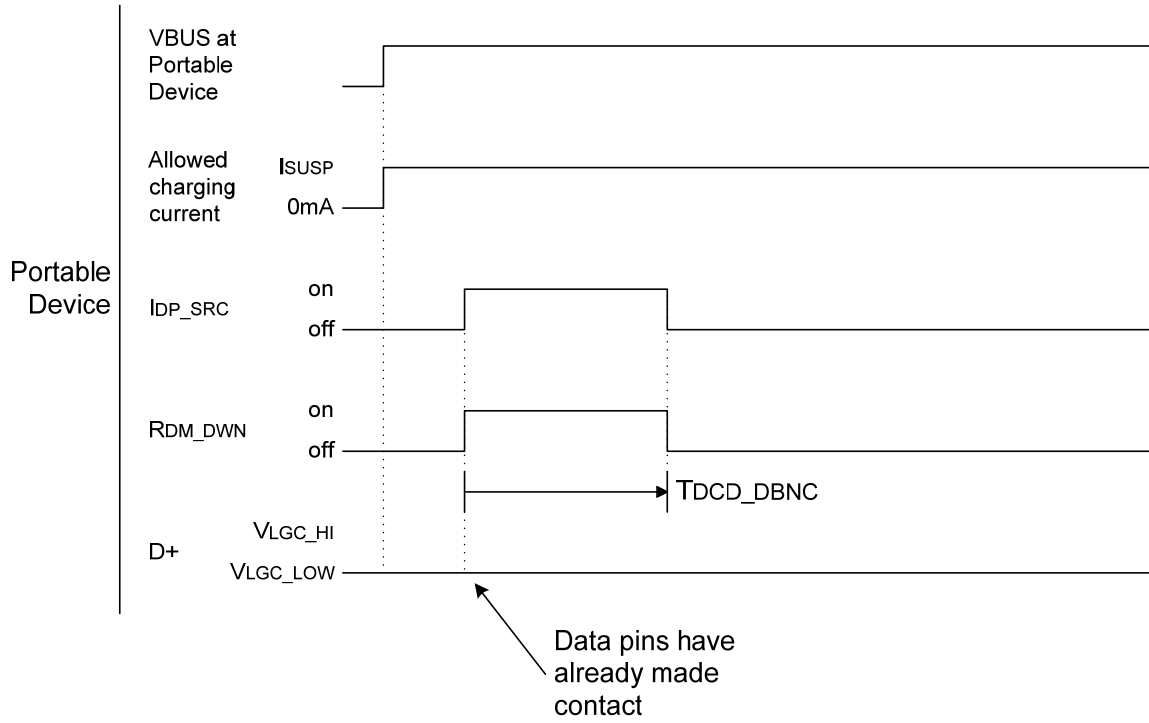 VBUS at
Portable
Device
Allowed
charging
current
ISUSP
0mA
Portable
Device
IDP_SRC
on
off
RDM_DWN
on
off
TDCD_DBNC
D+
VLGC_HI
VLGC_LOW
Data pins have
already made
contact